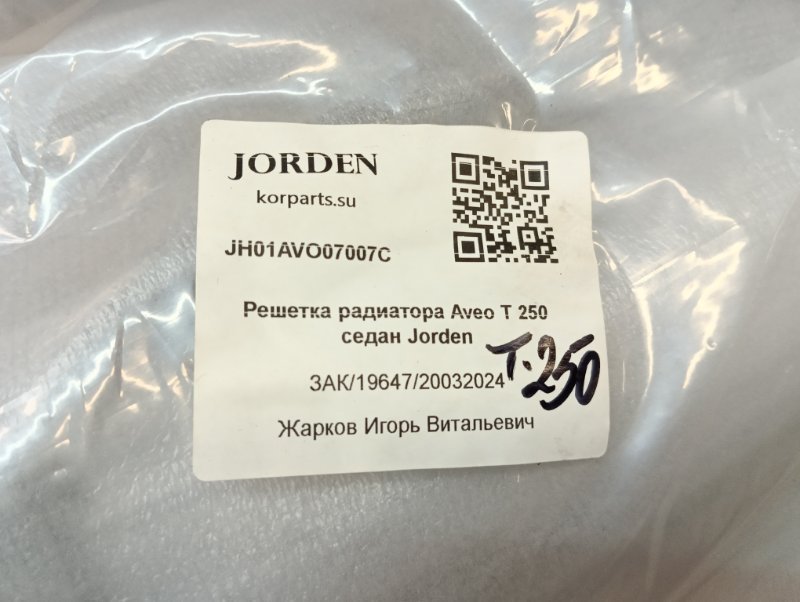 JORDEN
korparts.su
JH01AVO07007C
Решетка радиатора Aveo T 250
седан Jorden
ЗАК/19647/20032024
T.250
Жарков Игорь Витальевич